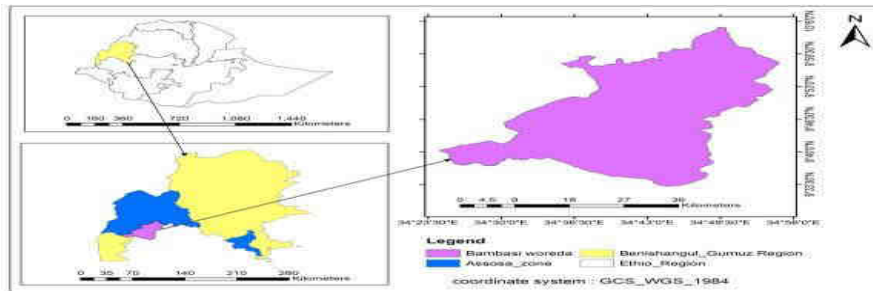 N
0 180 360 720 1,080 1,440
Kilometers
0 35 70 140 210 280
Kilometers
0 4.5 9 18 27 36
Kilometers
34°23'30"E 34°30'0"E 34°36'30"E 34°43'0"E 34°49'30"E 34°56'0"E
Legend
Bambasi woreda
Benishangul_Gumuz Region
Assosa_zone
Ethio_Region
coordinate system : GCS_WGS_1984